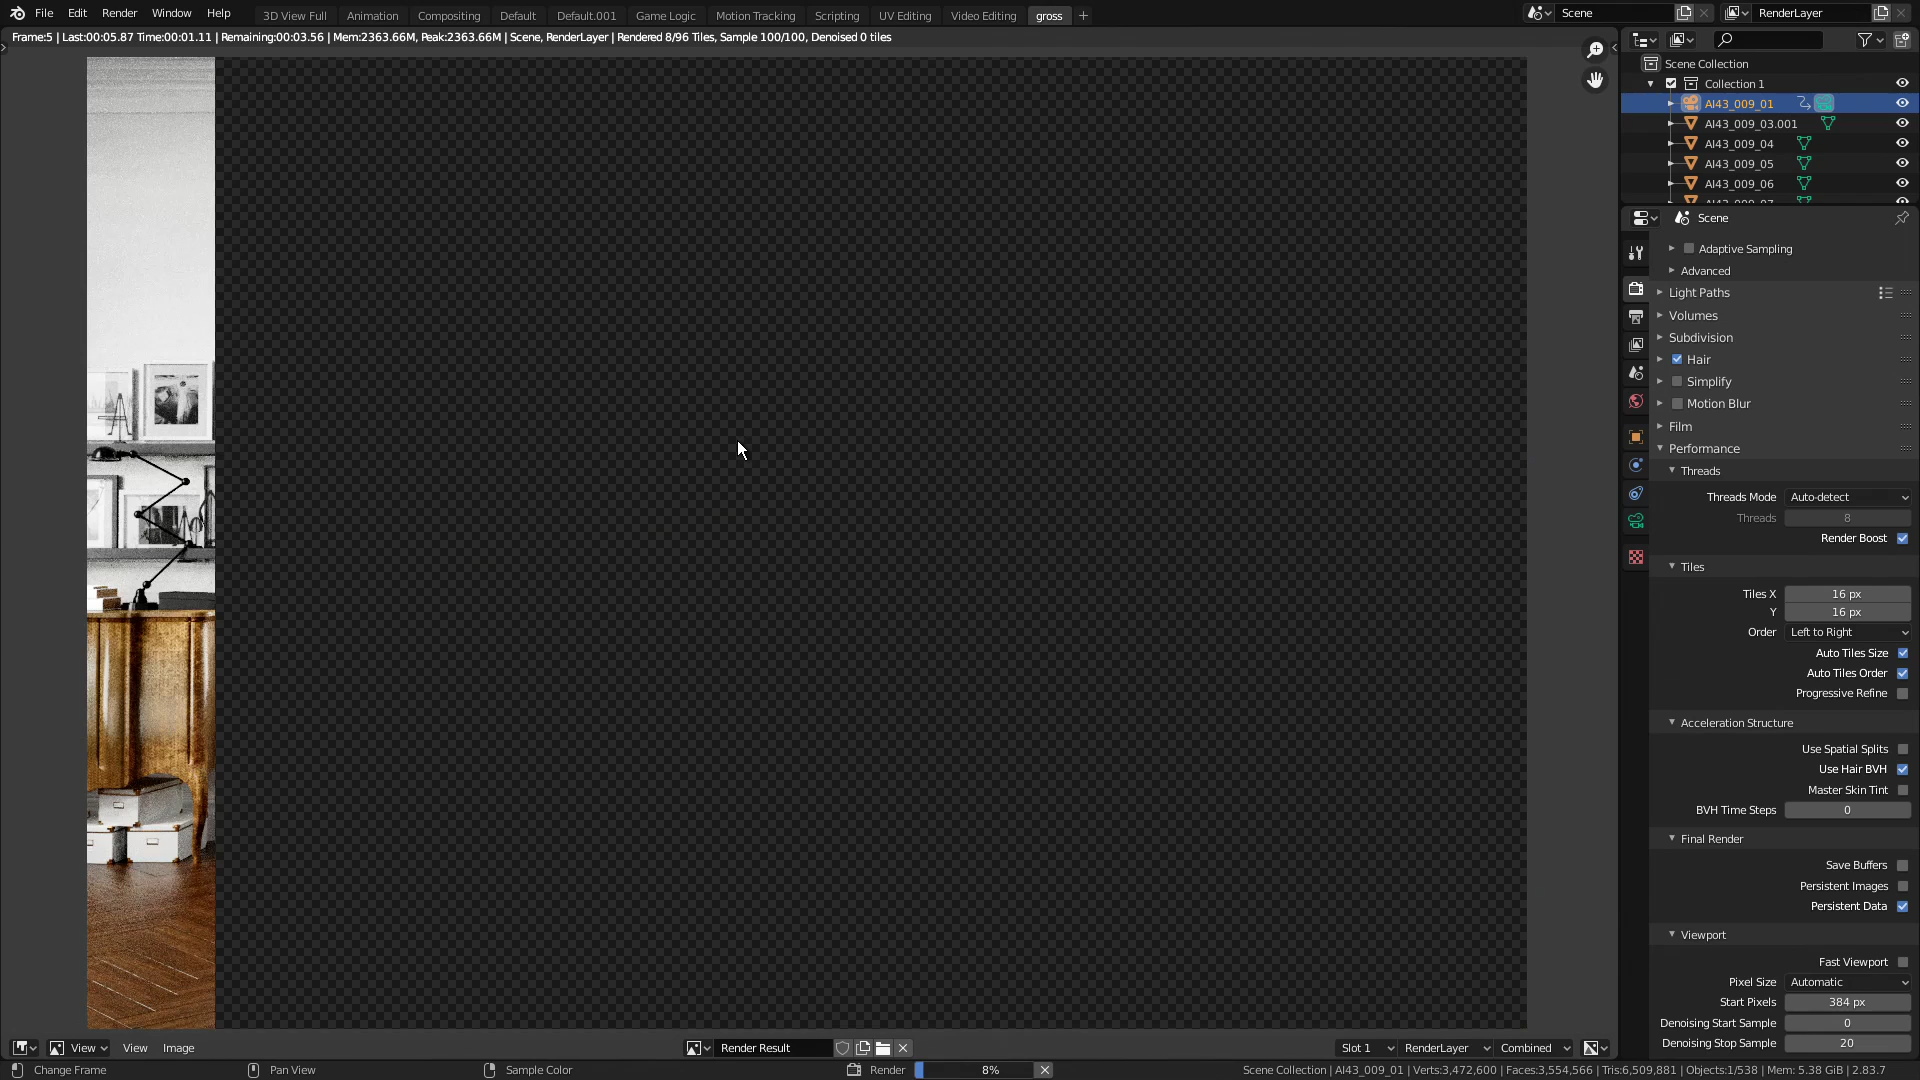 File Edit Render Window Help 3D View Full Animation Compositing Default Default.001 Game Logic Motion Tracking Scripting UV Editing Video Editing gross + Scene RenderLayer
Frame:5 | Last:00:05.87 Time:00:01.11 | Remaining:00:03.56 | Mem:2363.66M, Peak:2363.66M | Scene, RenderLayer | Rendered 8/96 Tiles, Sample 100/100, Denoised 0 tiles
Scene Collection
Collection 1
AI43_009_01
AI43_009_03.001
AI43_009_04
AI43_009_05
AI43_009_06
AI43_009_07
Scene
Adaptive Sampling
Advanced
Light Paths
Volumes
Subdivision
Hair
Simplify
Motion Blur
Film
Performance
Threads
Threads Mode Auto-detect
Threads 8
Render Boost
Tiles
Tiles X 16 px
Y 16 px
Order Left to Right
Auto Tiles Size
Auto Tiles Order
Progressive Refine
Acceleration Structure
Use Spatial Splits
Use Hair BVH
Master Skin Tint
BVH Time Steps 0
Final Render
Save Buffers
Persistent Images
Persistent Data
Viewport
Fast Viewport
Pixel Size Automatic
Start Pixels 384 px
Denoising Start Sample 0
Denoising Stop Sample 20
View View Image Render Result Slot 1 RenderLayer Combined
Change Frame Pan View Sample Color Render 8% Scene Collection | AI43_009_01 | Verts:3,472,600 | Faces:3,554,566 | Tris:6,509,881 | Objects:1/538 | Mem: 5.38 GiB | 2.83.7